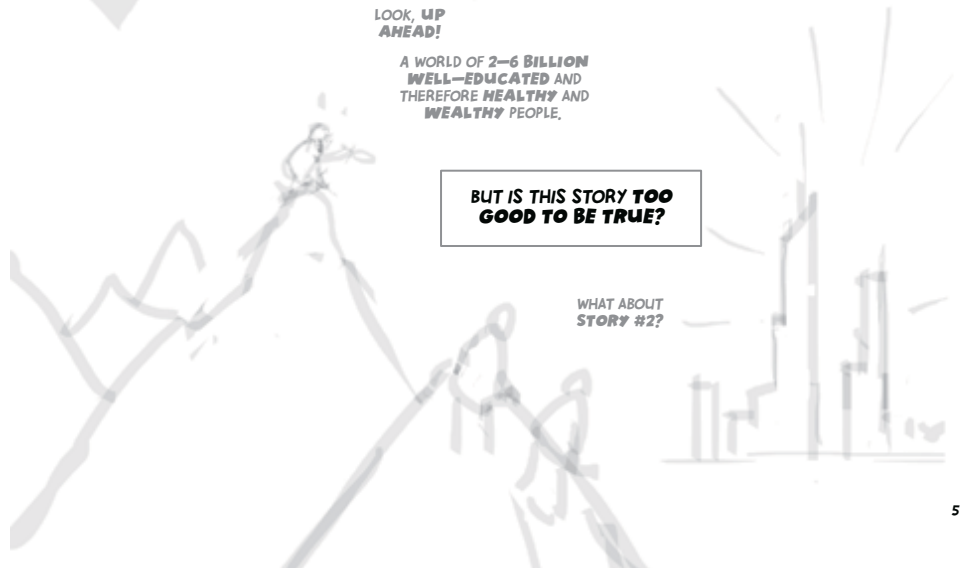 LOOK, UP
AHEAD!
A WORLD OF 2–6 BILLION
WELL–EDUCATED AND
THEREFORE HEALTHY AND
WEALTHY PEOPLE.
BUT IS THIS STORY TOO
GOOD TO BE TRUE?
WHAT ABOUT
STORY #2?
5